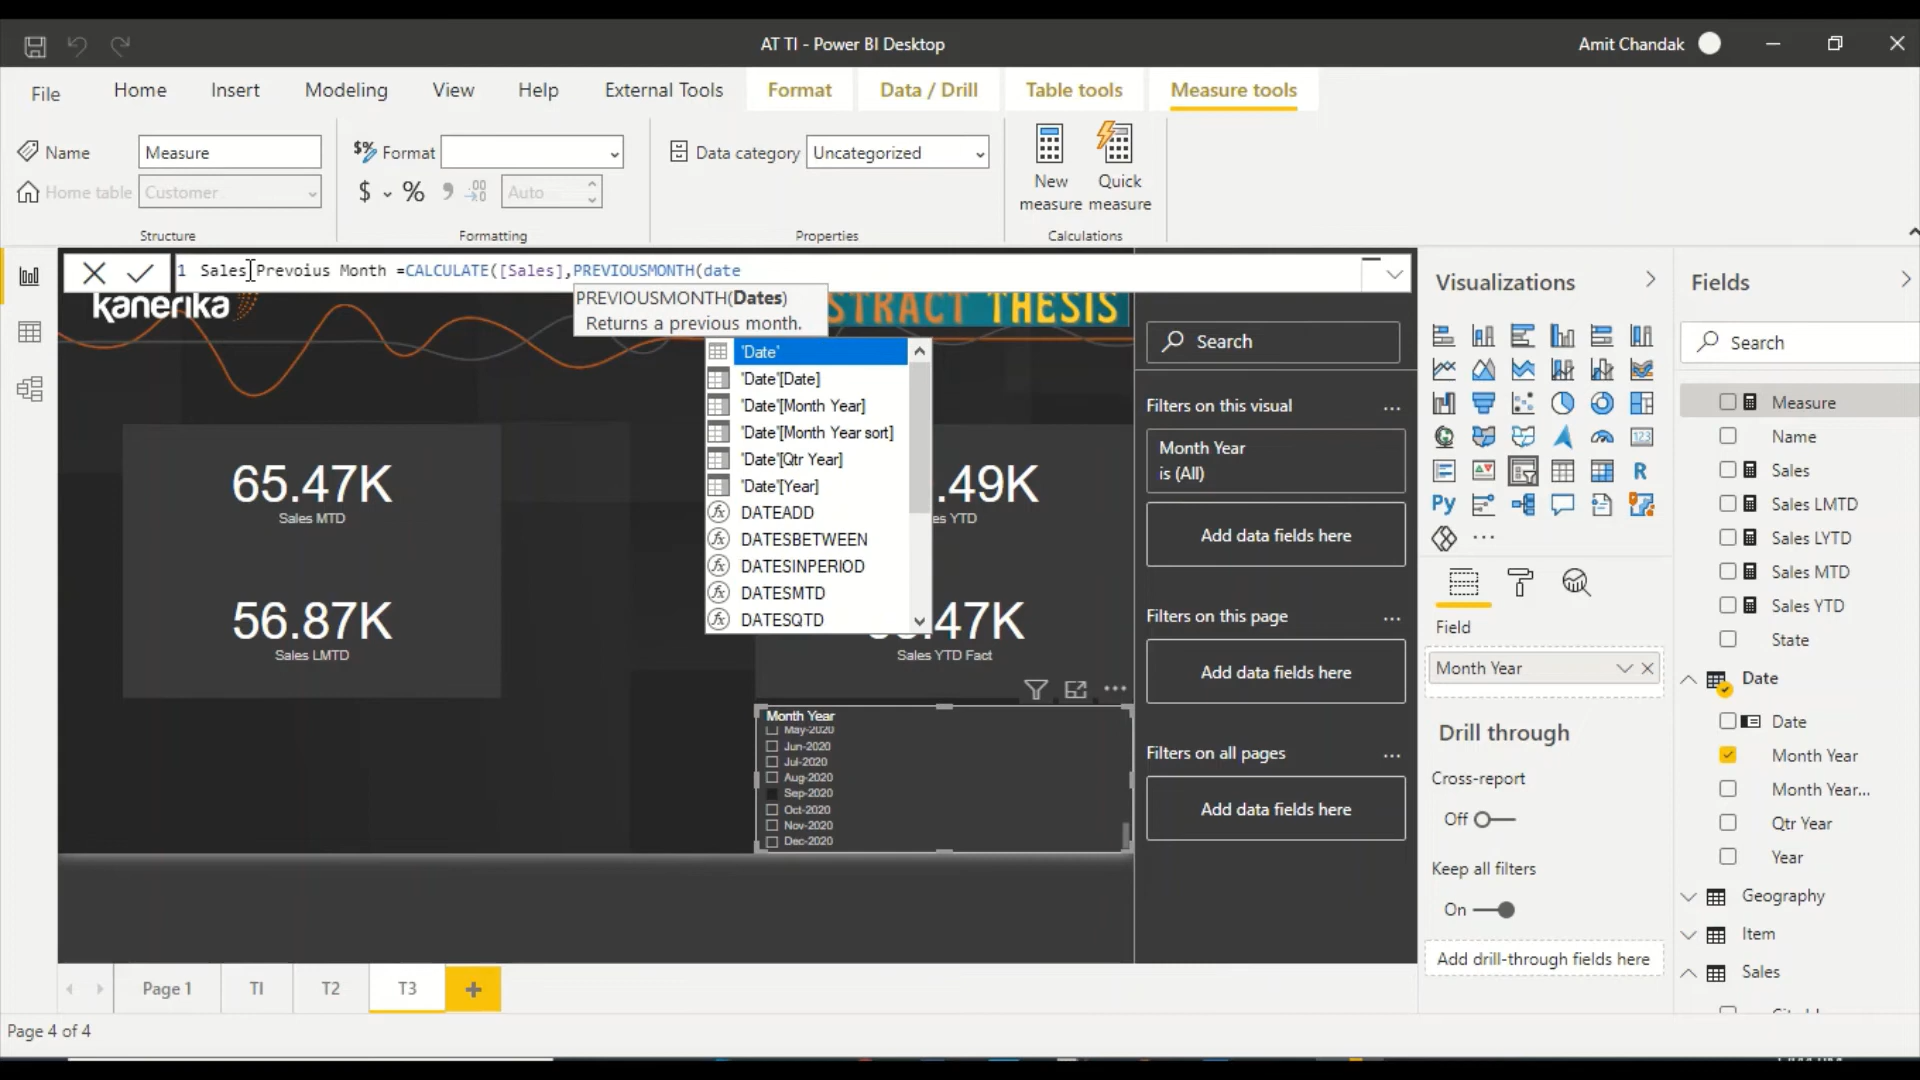 AT TI - Power BI Desktop
Amit Chandak
File
Home
Insert
Modeling
View
Help
External Tools
Format
Data / Drill
Table tools
Measure tools
Name
Measure
Home table
Customer
Structure
$% Format
$
%
Auto
Formatting
Data category
Uncategorized
Properties
New measure
Quick measure
Calculations
1 Sales Prevoius Month =CALCULATE([Sales],PREVIOUSMONTH(date
PREVIOUSMONTH(Dates)
Returns a previous month.
'Date'
'Date'[Date]
'Date'[Month Year]
'Date'[Month Year sort]
'Date'[Qtr Year]
'Date'[Year]
DATEADD
DATESBETWEEN
DATESINPERIOD
DATESMTD
DATESQTD
kanerika
STRACT THESIS
65.47K
Sales MTD
56.87K
Sales LMTD
.49K
es YTD
.47K
Sales YTD Fact
Month Year
May-2020
Jun-2020
Jul-2020
Aug-2020
Sep-2020
Oct-2020
Nov-2020
Dec-2020
Search
Filters on this visual
Month Year
is (All)
Add data fields here
Filters on this page
Add data fields here
Filters on all pages
Add data fields here
Visualizations
123
R
Py
Field
Month Year
Drill through
Cross-report
Off
Keep all filters
On
Add drill-through fields here
Fields
Search
Measure
Name
Sales
Sales LMTD
Sales LYTD
Sales MTD
Sales YTD
State
Date
Date
Month Year
Month Year...
Qtr Year
Year
Geography
Item
Sales
Page 1
TI
T2
T3
Page 4 of 4